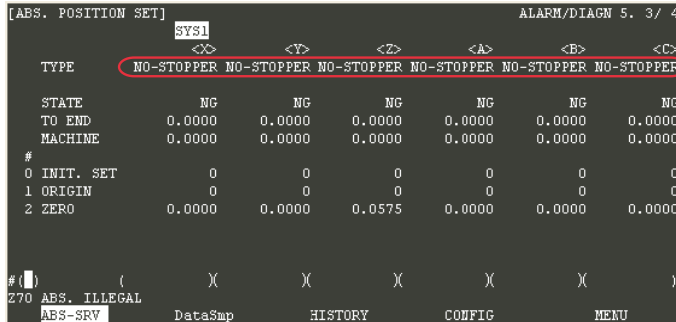 [ABS. POSITION SET] ALARM/DIAGN 5. 3/ 4
SYS1
<X> <Y> <Z> <A> <B> <C>
TYPE NO-STOPPER NO-STOPPER NO-STOPPER NO-STOPPER NO-STOPPER NO-STOPPER
STATE NG NG NG NG NG NG
TO END 0.0000 0.0000 0.0000 0.0000 0.0000 0.0000
MACHINE 0.0000 0.0000 0.0000 0.0000 0.0000 0.0000
#
0 INIT. SET 0 0 0 0 0 0
1 ORIGIN 0 0 0 0 0 0
2 ZERO 0.0000 0.0000 0.0575 0.0000 0.0000 0.0000
#( ) ( )( )( )( )( )( )
Z70 ABS. ILLEGAL
ABS-SRV DataSmp HISTORY CONFIG MENU